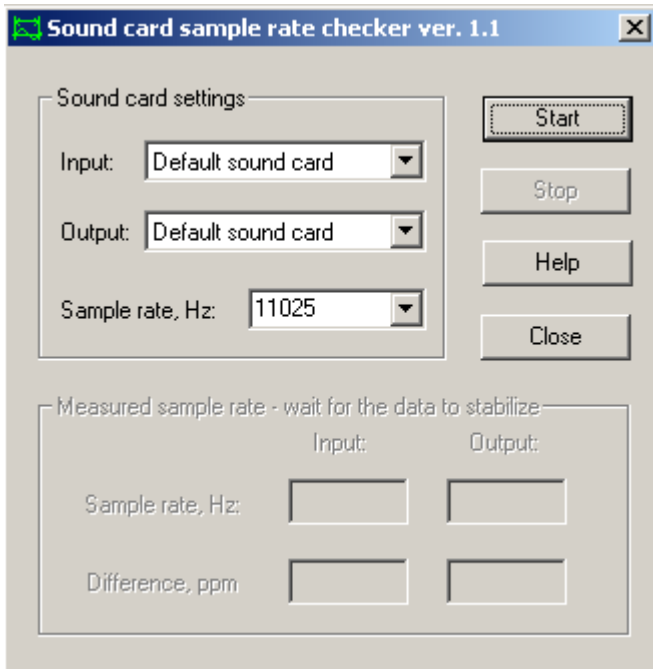 Sound card sample rate checker ver. 1.1
Sound card settings
Input: Default sound card
Output: Default sound card
Sample rate, Hz: 11025
Start
Stop
Help
Close
Measured sample rate - wait for the data to stabilize
Input: Output:
Sample rate, Hz:
Difference, ppm